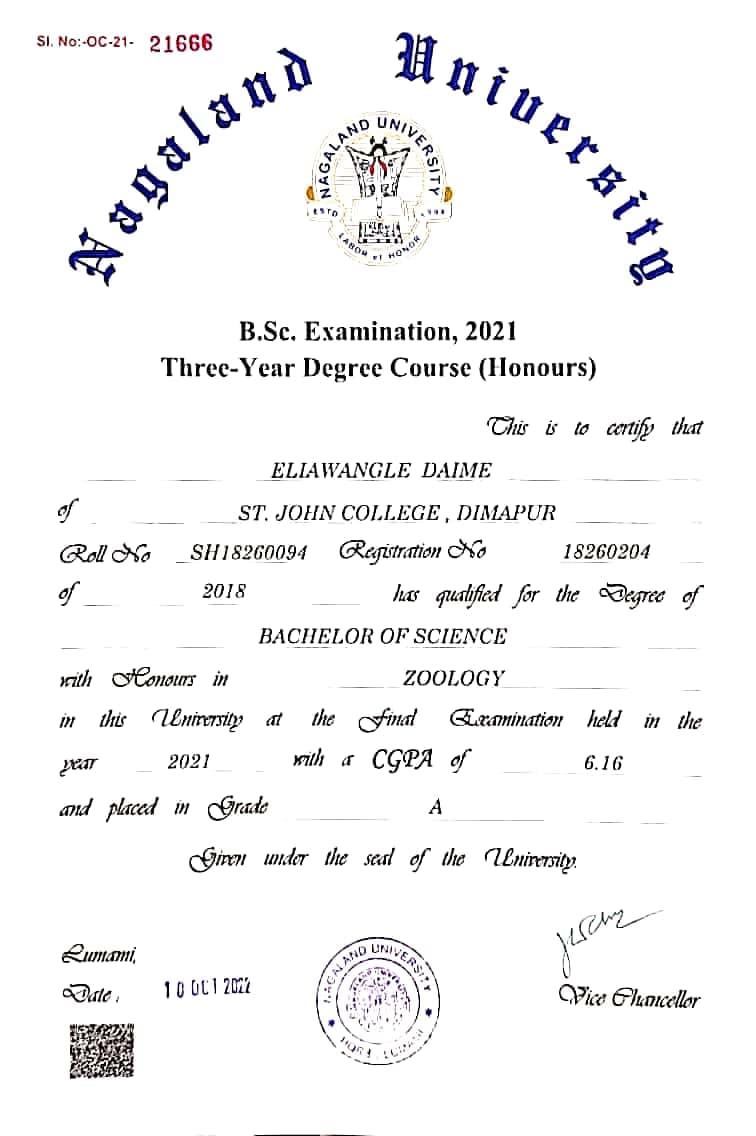 Sl. No:-OC-21- 21666
Nagaland University
NAGALAND UNIVERSITY
ESTD 1994
LABOR ET HONOR
B.Sc. Examination, 2021
Three-Year Degree Course (Honours)
This is to certify that
ELIAWANGLE DAIME
of ST. JOHN COLLEGE , DIMAPUR
Roll No SH18260094 Registration No 18260204
of 2018 has qualified for the Degree of
BACHELOR OF SCIENCE
with Honours in ZOOLOGY
in this University at the Final Examination held in the
year 2021 with a CGPA of 6.16
and placed in Grade A
Given under the seal of the University.
Lumami,
Date : 10 OCT 2022
NAGALAND UNIVERSITY
Vice Chancellor